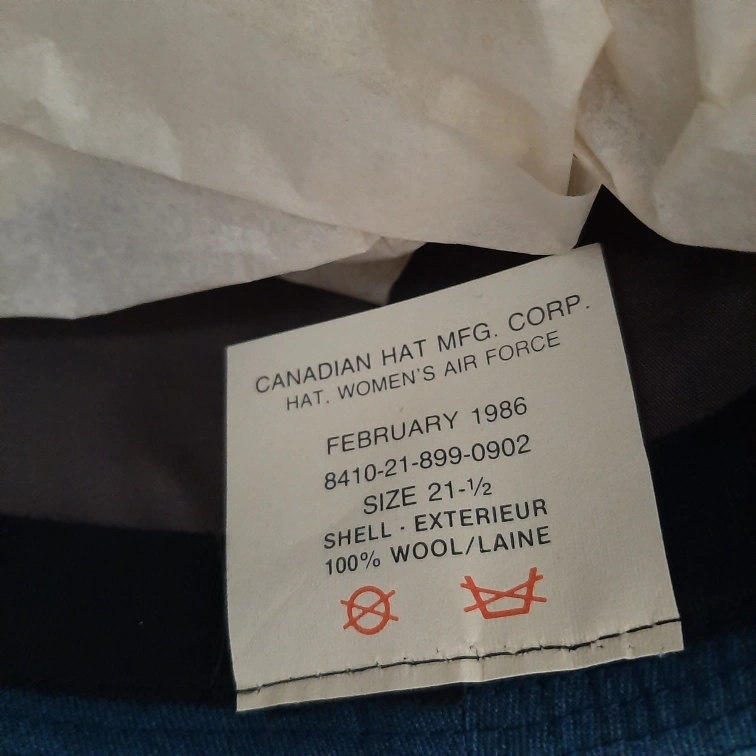 CANADIAN HAT MFG. CORP.
HAT, WOMEN'S AIR FORCE
FEBRUARY 1986
8410-21-899-0902
SIZE 21-½
SHELL · EXTERIEUR
100% WOOL/LAINE